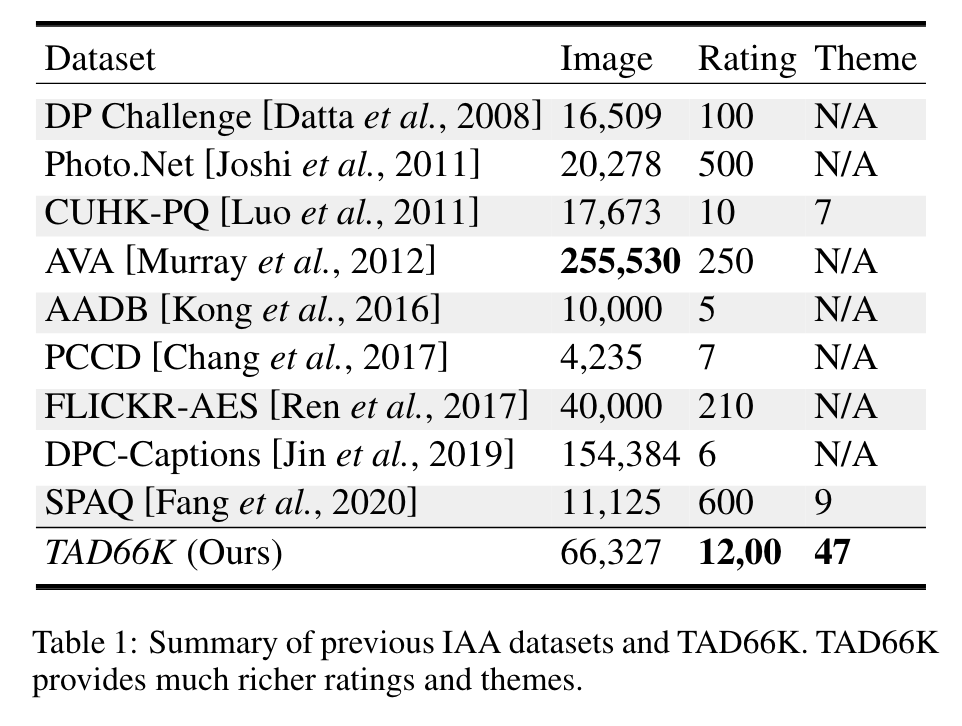 Dataset Image Rating Theme
DP Challenge [Datta et al., 2008] 16,509 100 N/A
Photo.Net [Joshi et al., 2011] 20,278 500 N/A
CUHK-PQ [Luo et al., 2011] 17,673 10 7
AVA [Murray et al., 2012] 255,530 250 N/A
AADB [Kong et al., 2016] 10,000 5 N/A
PCCD [Chang et al., 2017] 4,235 7 N/A
FLICKR-AES [Ren et al., 2017] 40,000 210 N/A
DPC-Captions [Jin et al., 2019] 154,384 6 N/A
SPAQ [Fang et al., 2020] 11,125 600 9
TAD66K (Ours) 66,327 12,00 47
Table 1: Summary of previous IAA datasets and TAD66K. TAD66K
provides much richer ratings and themes.